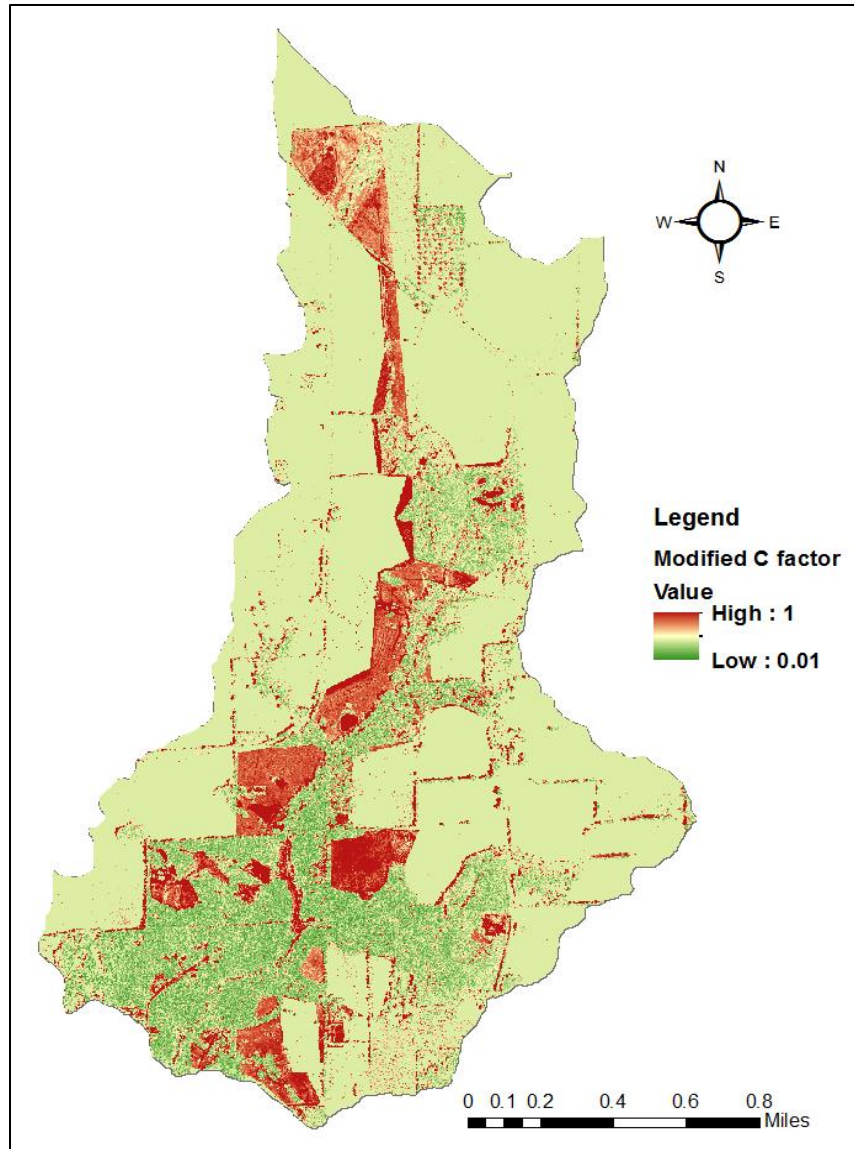 N
W E
S
Legend
Modified C factor
Value
High : 1
Low : 0.01
0 0.1 0.2 0.4 0.6 0.8
Miles